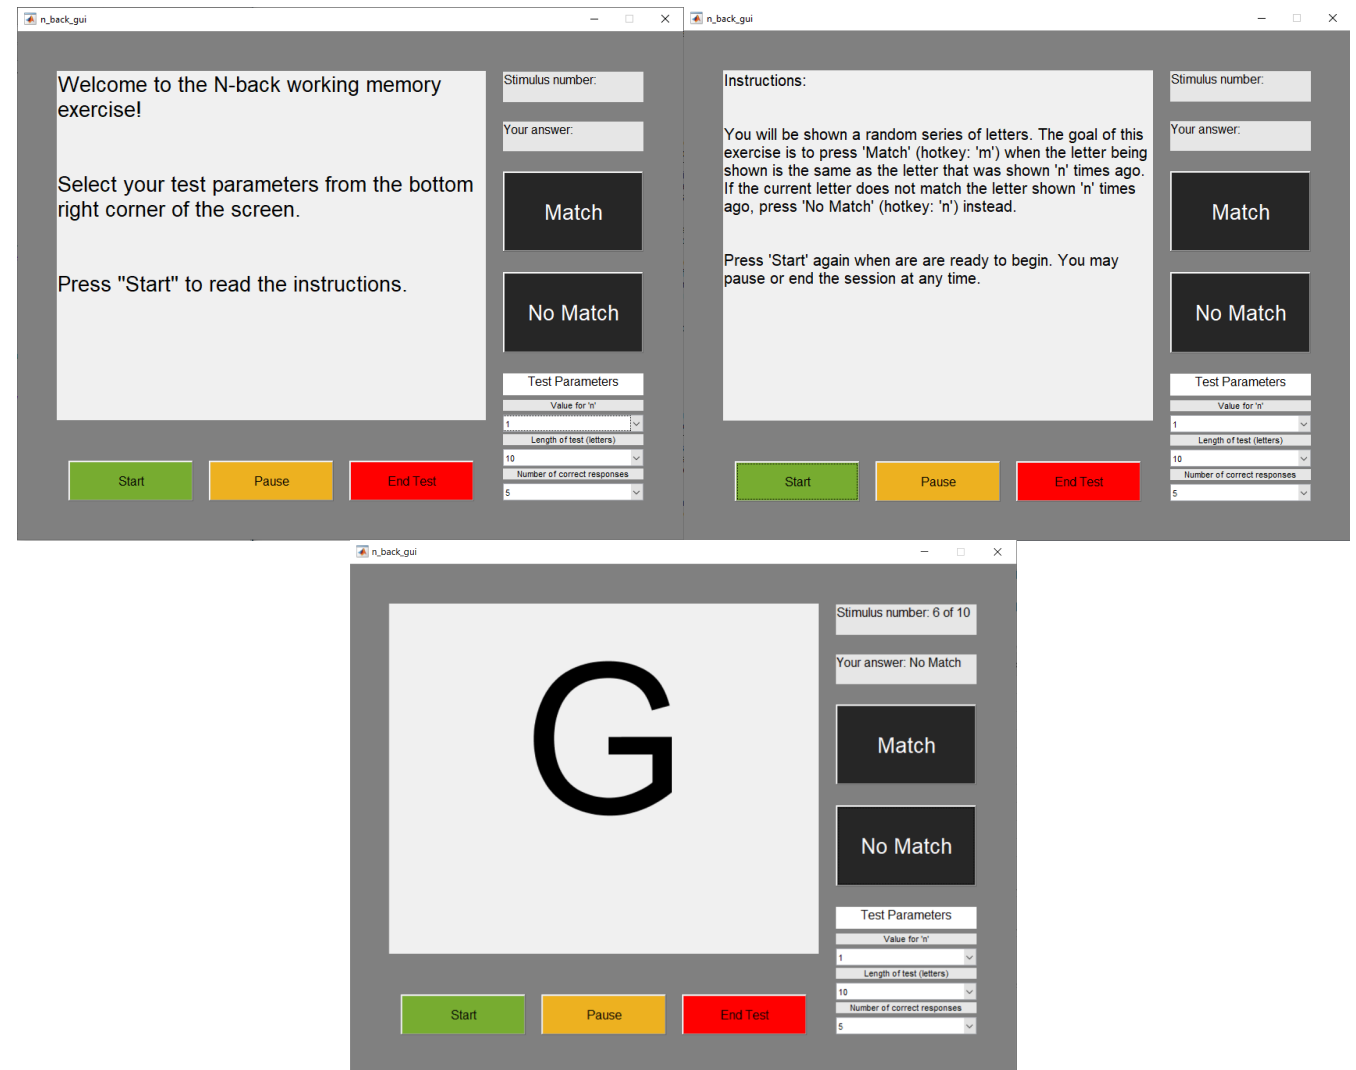 n_back_gui
Welcome to the N-back working memory
exercise!
Select your test parameters from the bottom
right corner of the screen.
Press "Start" to read the instructions.
Stimulus number:
Your answer:
Match
No Match
Test Parameters
Value for 'n'
1
Length of test (letters)
10
Number of correct responses
5
Start
Pause
End Test
n_back_gui
Instructions:
You will be shown a random series of letters. The goal of this
exercise is to press 'Match' (hotkey: 'm') when the letter being
shown is the same as the letter that was shown 'n' times ago.
If the current letter does not match the letter shown 'n' times
ago, press 'No Match' (hotkey: 'n') instead.
Press 'Start' again when are are ready to begin. You may
pause or end the session at any time.
Stimulus number:
Your answer:
Match
No Match
Test Parameters
Value for 'n'
1
Length of test (letters)
10
Number of correct responses
5
Start
Pause
End Test
n_back_gui
G
Stimulus number: 6 of 10
Your answer: No Match
Match
No Match
Test Parameters
Value for 'n'
1
Length of test (letters)
10
Number of correct responses
5
Start
Pause
End Test